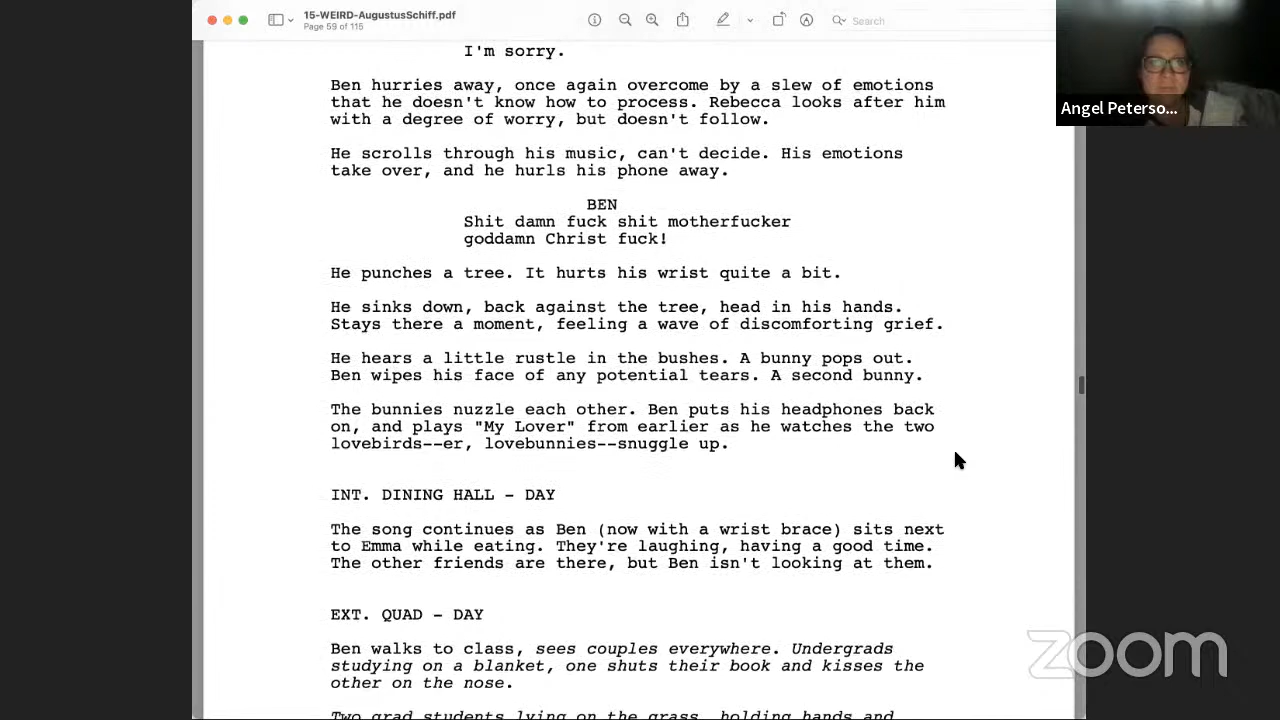 15-WEIRD-AugustusSchiff.pdf
Page 59 of 115
Search
Angel Peterso...
I'm sorry.
Ben hurries away, once again overcome by a slew of emotions
that he doesn't know how to process. Rebecca looks after him
with a degree of worry, but doesn't follow.
He scrolls through his music, can't decide. His emotions
take over, and he hurls his phone away.
BEN
Shit damn fuck shit motherfucker
goddamn Christ fuck!
He punches a tree. It hurts his wrist quite a bit.
He sinks down, back against the tree, head in his hands.
Stays there a moment, feeling a wave of discomforting grief.
He hears a little rustle in the bushes. A bunny pops out.
Ben wipes his face of any potential tears. A second bunny.
The bunnies nuzzle each other. Ben puts his headphones back
on, and plays "My Lover" from earlier as he watches the two
lovebirds--er, lovebunnies--snuggle up.
INT. DINING HALL - DAY
The song continues as Ben (now with a wrist brace) sits next
to Emma while eating. They're laughing, having a good time.
The other friends are there, but Ben isn't looking at them.
EXT. QUAD - DAY
Ben walks to class, sees couples everywhere. Undergrads
studying on a blanket, one shuts their book and kisses the
other on the nose.
Two grad students lying on the grass, holding hands and
zoom